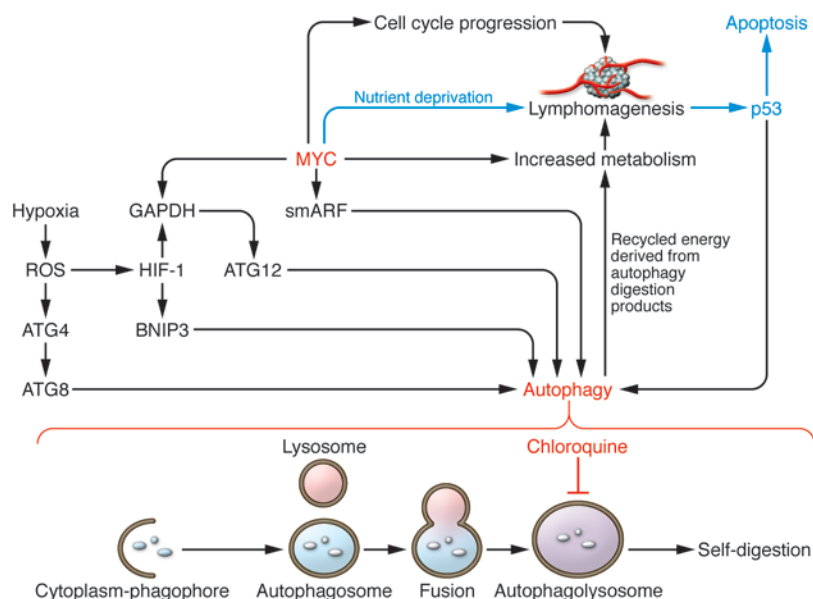 Cell cycle progression
Apoptosis
Nutrient deprivation
Lymphomagenesis
p53
MYC
Increased metabolism
Hypoxia
GAPDH
smARF
Recycled energy
derived from
autophagy
digestion
products
ROS
HIF-1
ATG12
ATG4
BNIP3
ATG8
Autophagy
Lysosome
Chloroquine
Self-digestion
Cytoplasm-phagophore
Autophagosome
Fusion
Autophagolysosome